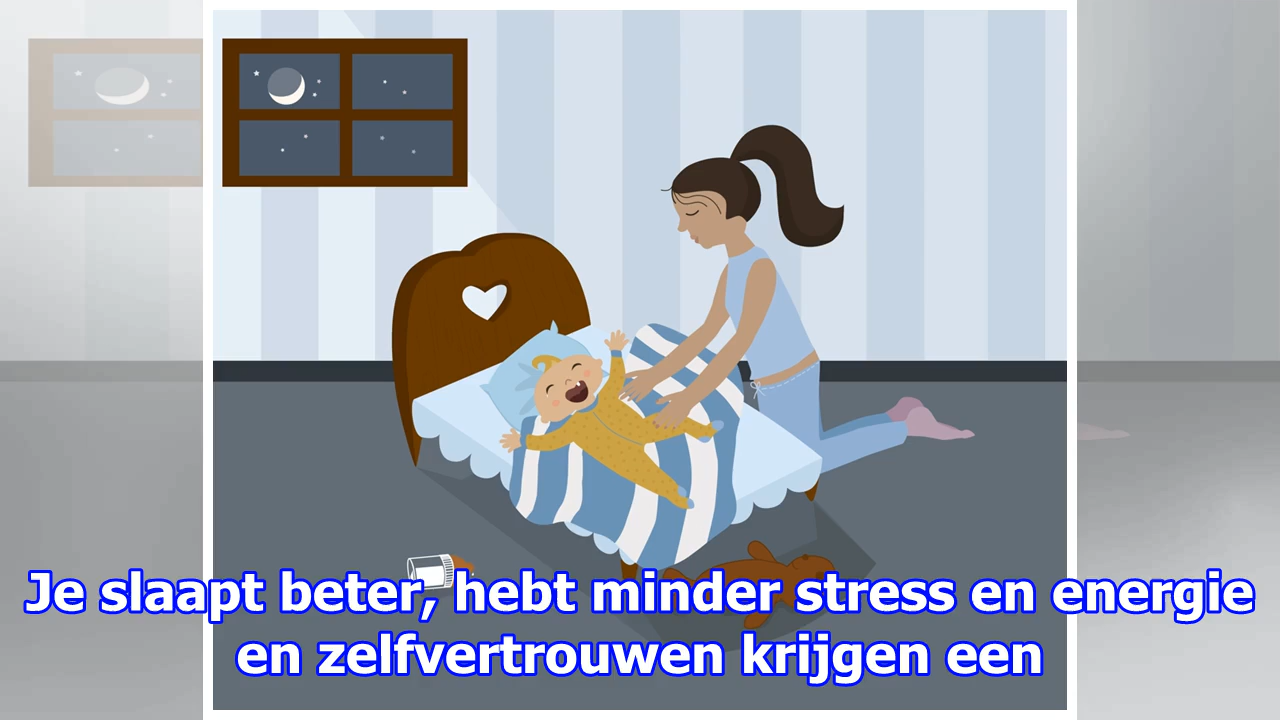 Je slaapt beter, hebt minder stress en energie
en zelfvertrouwen krijgen een